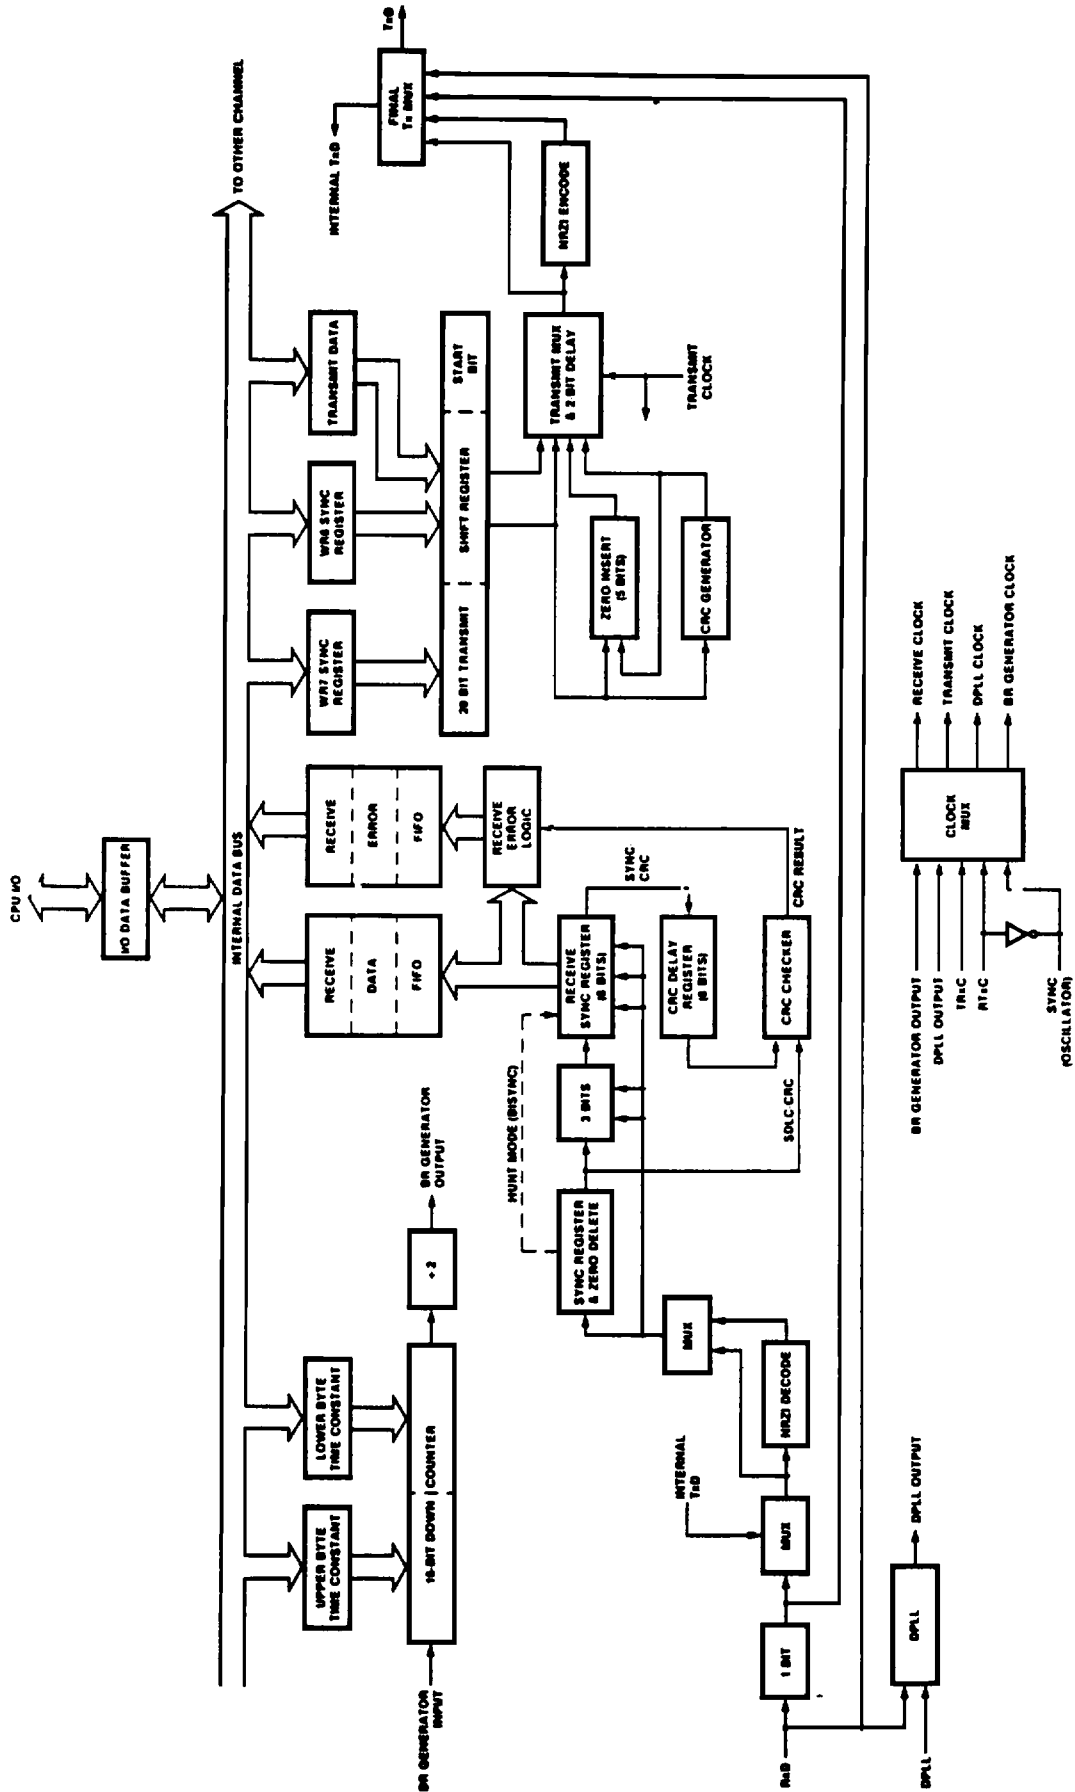 CPU I/O
I/O DATA BUFFER
INTERNAL DATA BUS
TO OTHER CHANNEL
UPPER BYTE
TIME CONSTANT
LOWER BYTE
TIME CONSTANT
16-BIT DOWN
COUNTER
BR GENERATOR
INPUT
÷ 2
BR GENERATOR
OUTPUT
RECEIVE
DATA
FIFO
RECEIVE
ERROR
FIFO
RECEIVE
ERROR
LOGIC
WR7 SYNC
REGISTER
WR6 SYNC
REGISTER
TRANSMIT DATA
20 BIT TRANSMIT
SHIFT REGISTER
START
BIT
INTERNAL TxD
FINAL
Tx MUX
TxD
NRZI ENCODE
TRANSMIT MUX
& 2 BIT DELAY
TRANSMIT
CLOCK
ZERO INSERT
(5 BITS)
CRC GENERATOR
HUNT MODE (BISYNC)
SYNC REGISTER
& ZERO DELETE
3 BITS
RECEIVE
SYNC REGISTER
(8 BITS)
SYNC
CRC
CRC DELAY
REGISTER
(8 BITS)
CRC CHECKER
CRC RESULT
SDLC CRC
MUX
NRZI DECODE
INTERNAL
TxD
MUX
1 BIT
RxD
DPLL
DPLL
DPLL OUTPUT
BR GENERATOR OUTPUT
DPLL OUTPUT
TRxC
RTxC
SYNC
(OSCILLATOR)
CLOCK
MUX
RECEIVE CLOCK
TRANSMIT CLOCK
DPLL CLOCK
BR GENERATOR CLOCK